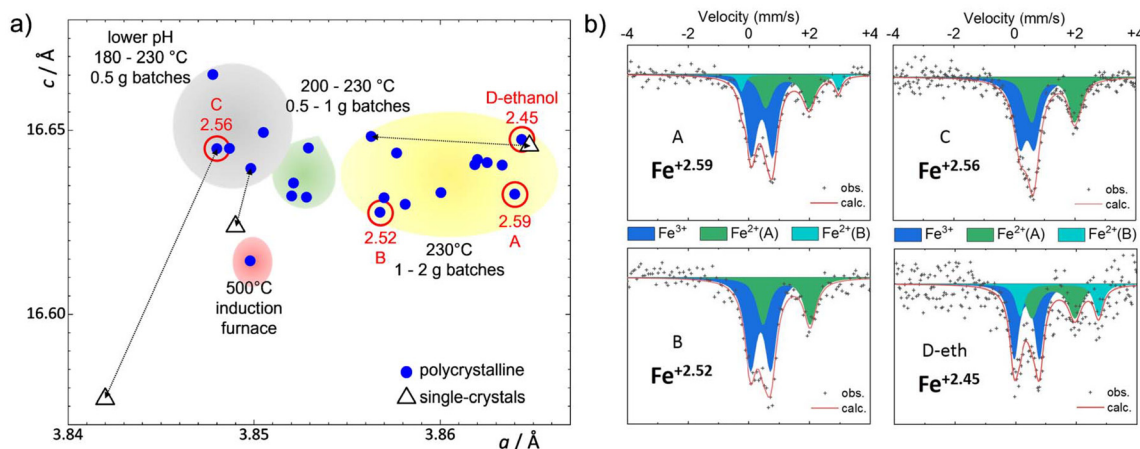 a)
c / Å
16.65
16.60
3.84
3.85
3.86
a / Å
lower pH
180 - 230 °C
0.5 g batches
C
2.56
200 - 230 °C
0.5 - 1 g batches
D-ethanol
2.45
2.52
B
2.59
A
230°C
1 - 2 g batches
500°C
induction
furnace
polycrystalline
single-crystals
b)
Velocity (mm/s)
-4 -2 0 +2 +4
A
Fe+2.59
obs.
calc.
Velocity (mm/s)
-4 -2 0 +2 +4
C
Fe+2.56
obs.
calc.
Fe3+ Fe2+(A) Fe2+(B)
Fe3+ Fe2+(A) Fe2+(B)
B
Fe+2.52
obs.
calc.
D-eth
Fe+2.45
obs.
calc.